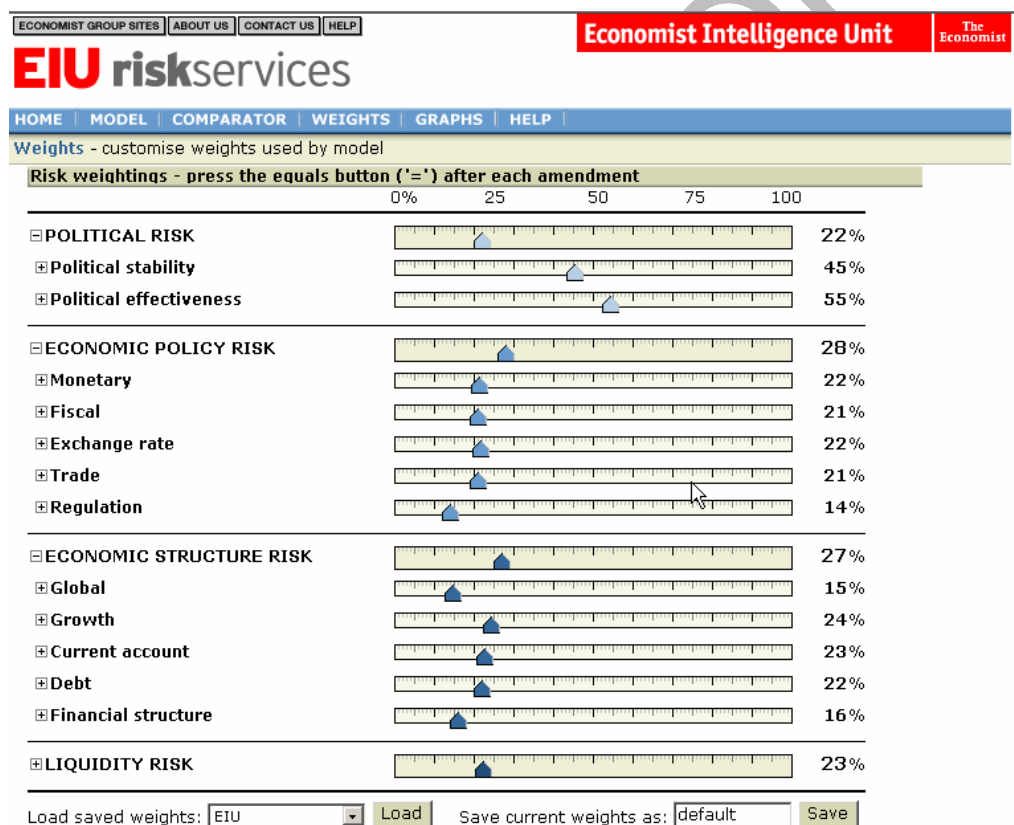 ECONOMIST GROUP SITES ABOUT US CONTACT US HELP
Economist Intelligence Unit
The
Economist
EIU riskservices
HOME | MODEL | COMPARATOR | WEIGHTS | GRAPHS | HELP |
Weights - customise weights used by model
Risk weightings - press the equals button ('=') after each amendment
0% 25 50 75 100
POLITICAL RISK 22%
Political stability 45%
Political effectiveness 55%
ECONOMIC POLICY RISK 28%
Monetary 22%
Fiscal 21%
Exchange rate 22%
Trade 21%
Regulation 14%
ECONOMIC STRUCTURE RISK 27%
Global 15%
Growth 24%
Current account 23%
Debt 22%
Financial structure 16%
LIQUIDITY RISK 23%
Load saved weights: EIU Load Save current weights as: default Save